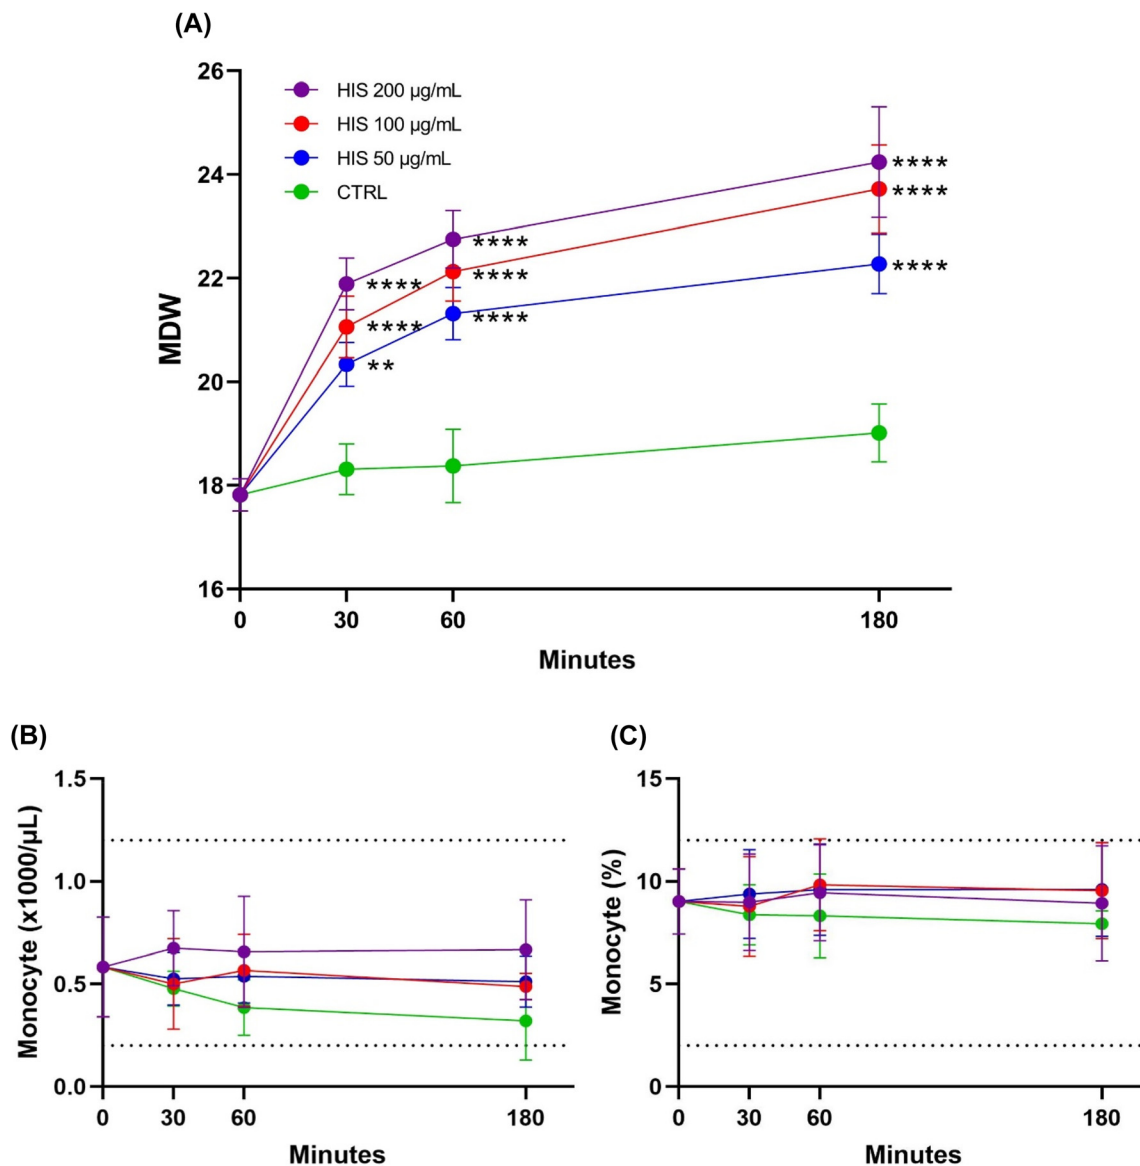 (A)
26
24
22
20
18
16
MDW
HIS 200 µg/mL
HIS 100 µg/mL
HIS 50 µg/mL
CTRL
****
****
**
****
****
****
****
****
****
0 30 60 180
Minutes
(B)
1.5
1.0
0.5
0.0
Monocyte (x1000/µL)
0 30 60 180
Minutes
(C)
15
10
5
0
Monocyte (%)
0 30 60 180
Minutes